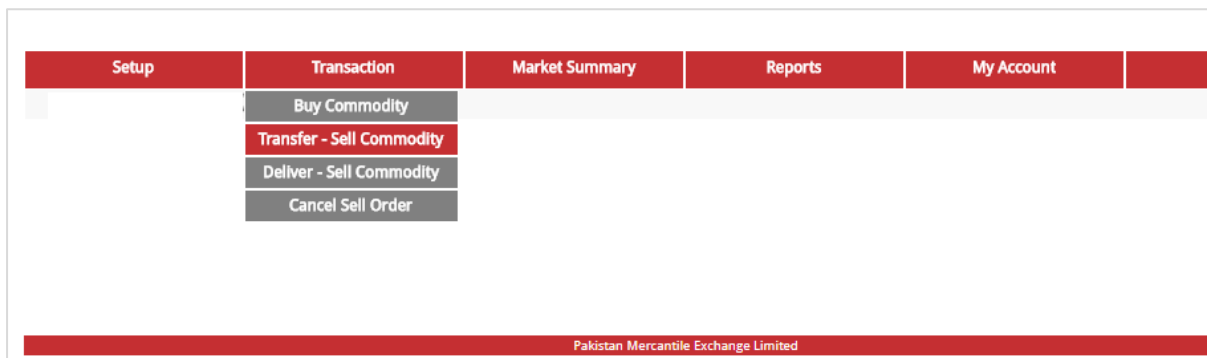 Setup Transaction Market Summary Reports My Account
Buy Commodity
Transfer - Sell Commodity
Deliver - Sell Commodity
Cancel Sell Order
Pakistan Mercantile Exchange Limited